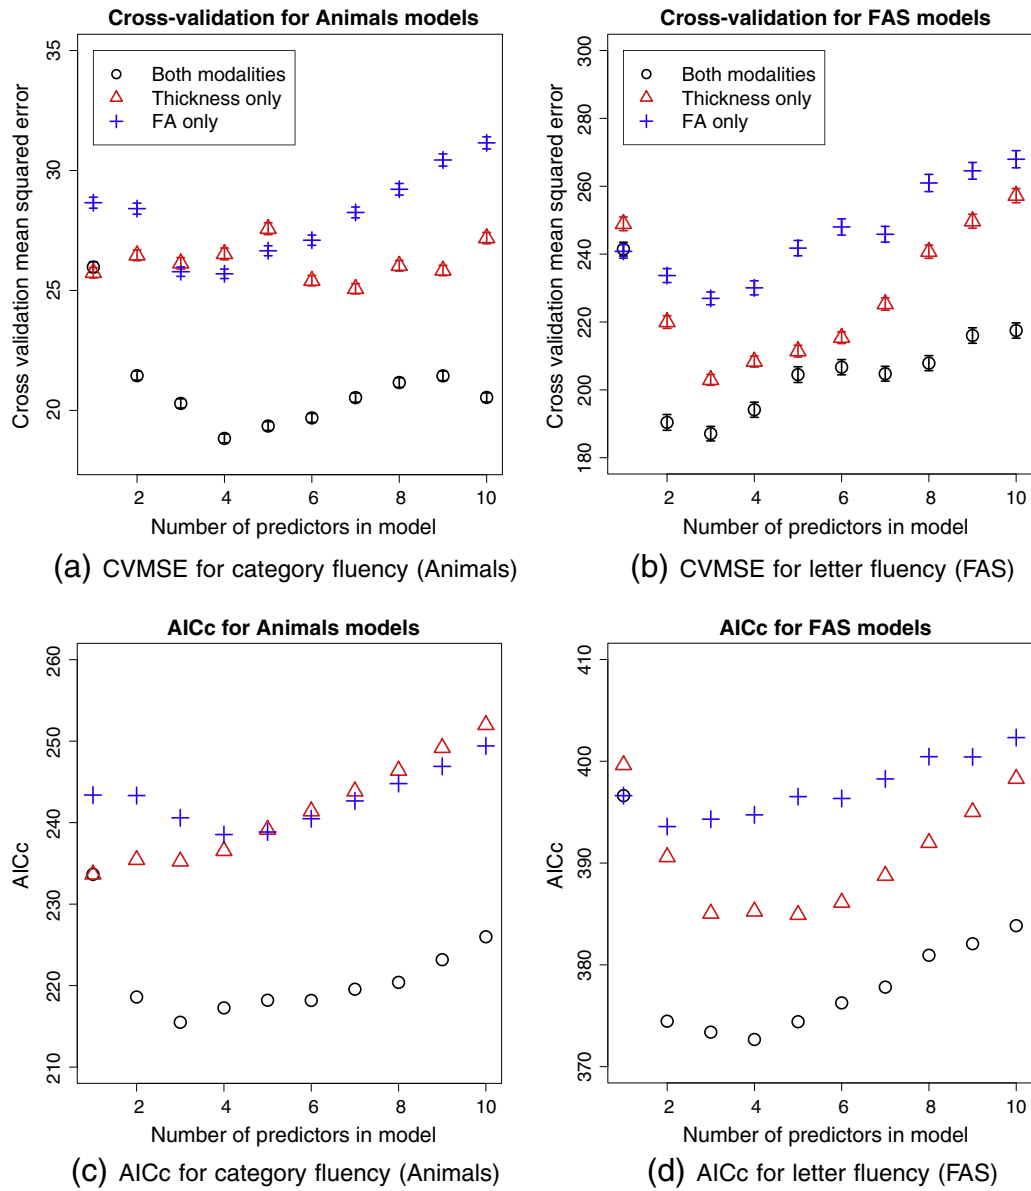 Cross-validation for Animals models
Cross validation mean squared error
35
30
25
20
Both modalities
Thickness only
FA only
2 4 6 8 10
Number of predictors in model
(a) CVMSE for category fluency (Animals)
Cross-validation for FAS models
Cross validation mean squared error
300
280
260
240
220
200
180
Both modalities
Thickness only
FA only
2 4 6 8 10
Number of predictors in model
(b) CVMSE for letter fluency (FAS)
AICc for Animals models
AICc
260
250
240
230
220
210
2 4 6 8 10
Number of predictors in model
(c) AICc for category fluency (Animals)
AICc for FAS models
AICc
410
400
390
380
370
2 4 6 8 10
Number of predictors in model
(d) AICc for letter fluency (FAS)